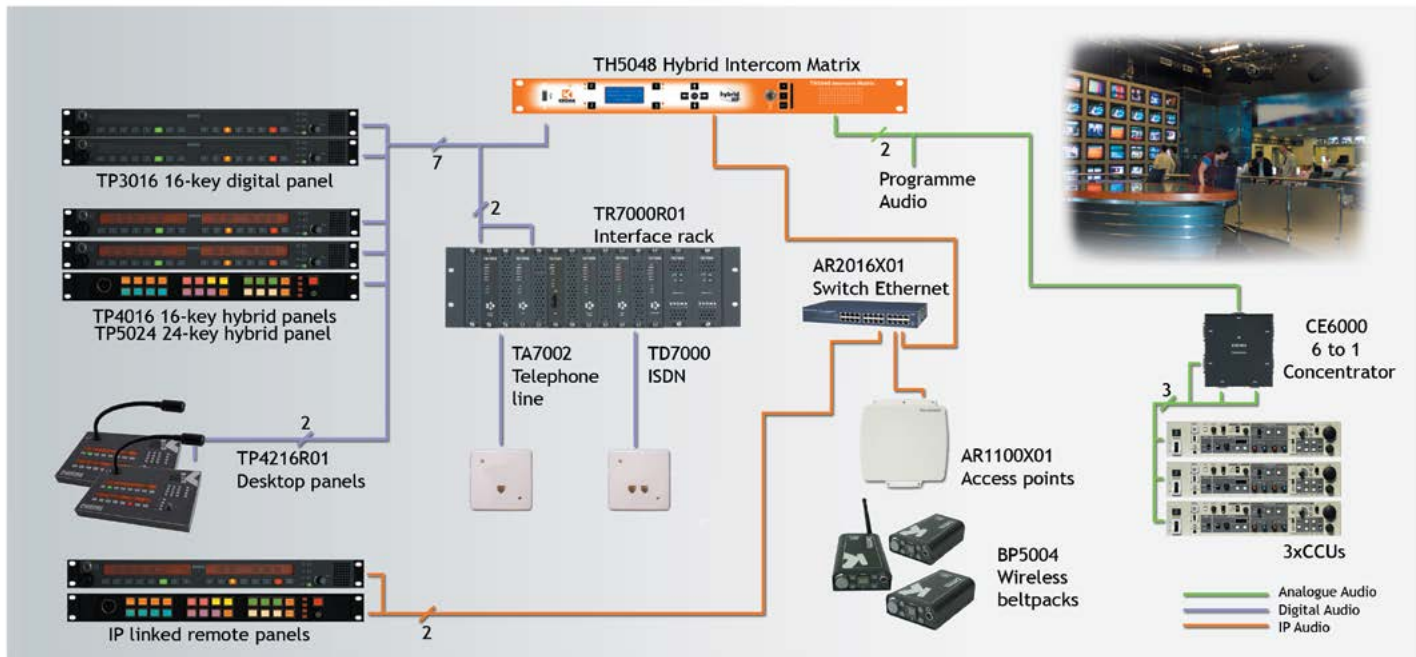 TH5048 Hybrid Intercom Matrix
TP3016 16-key digital panel
7
2
Programme
Audio
2
TR7000R01
Interface rack
AR2016X01
Switch Ethernet
TP4016 16-key hybrid panels
TP5024 24-key hybrid panel
CE6000
6 to 1
Concentrator
TA7002
Telephone
line
TD7000
ISDN
3
2
TP4216R01
Desktop panels
AR1100X01
Access points
BP5004
Wireless
beltpacks
3xCCUs
IP linked remote panels
2
Analogue Audio
Digital Audio
IP Audio